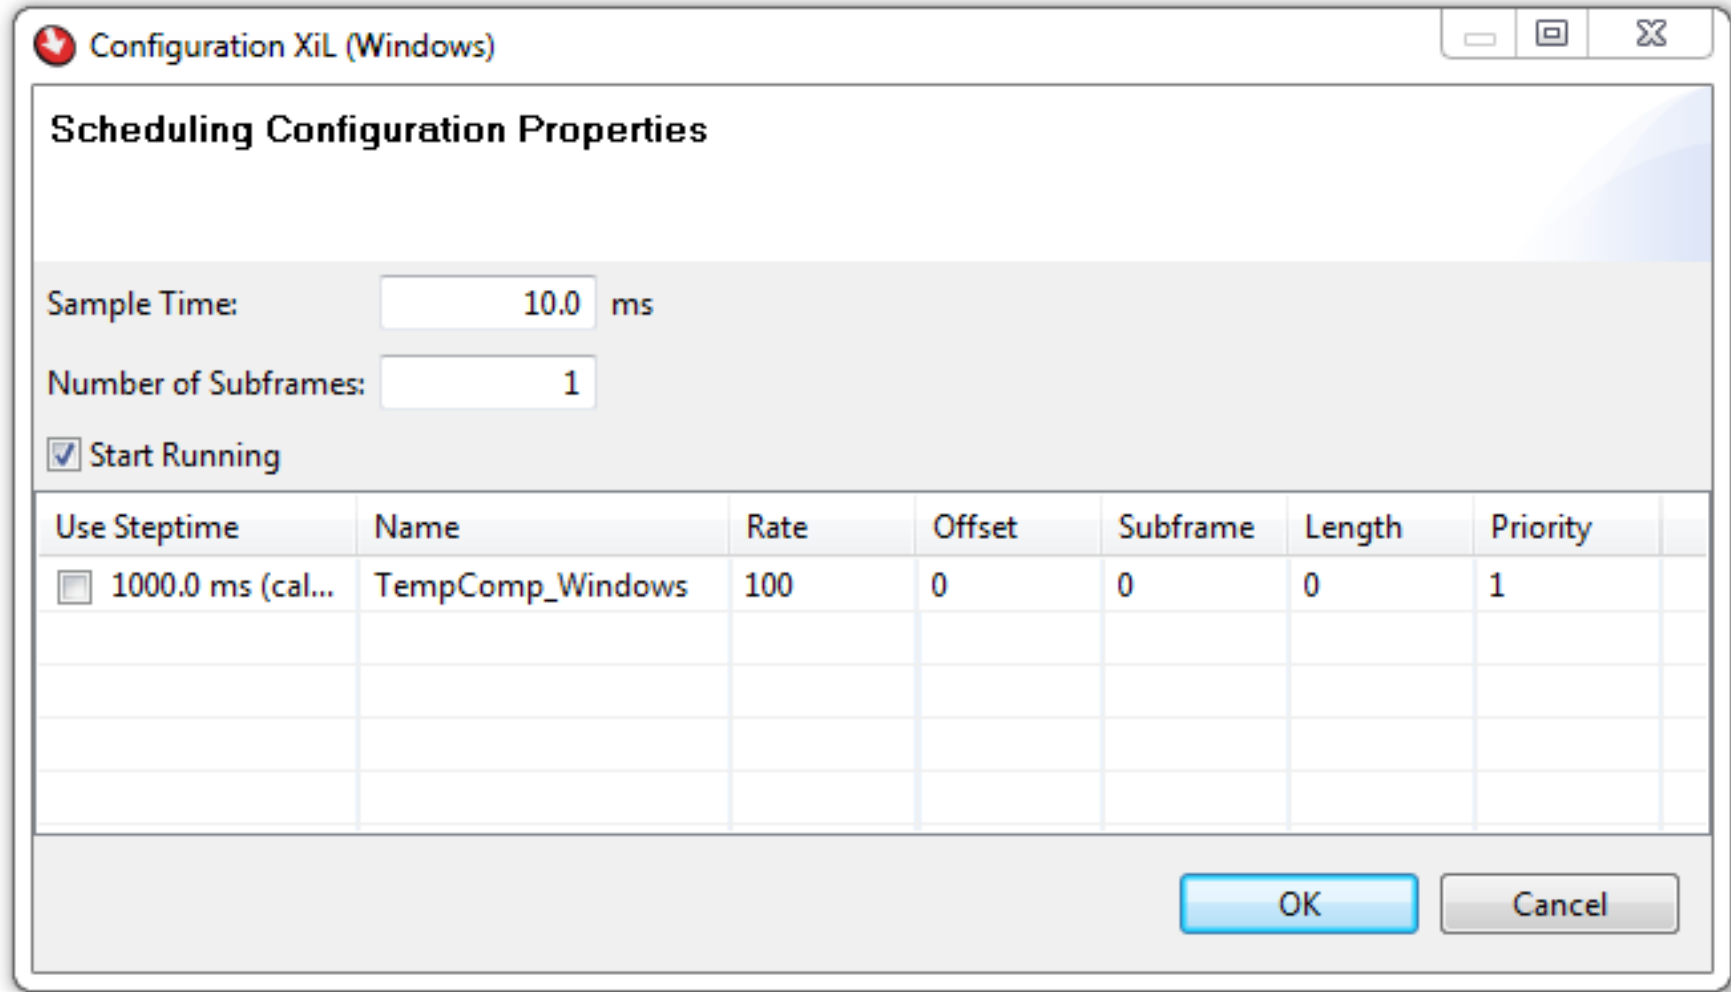 Configuration XiL (Windows)
Scheduling Configuration Properties
Sample Time: 10.0 ms
Number of Subframes: 1
Start Running
Use Steptime Name Rate Offset Subframe Length Priority
1000.0 ms (cal... TempComp_Windows 100 0 0 0 1
OK Cancel